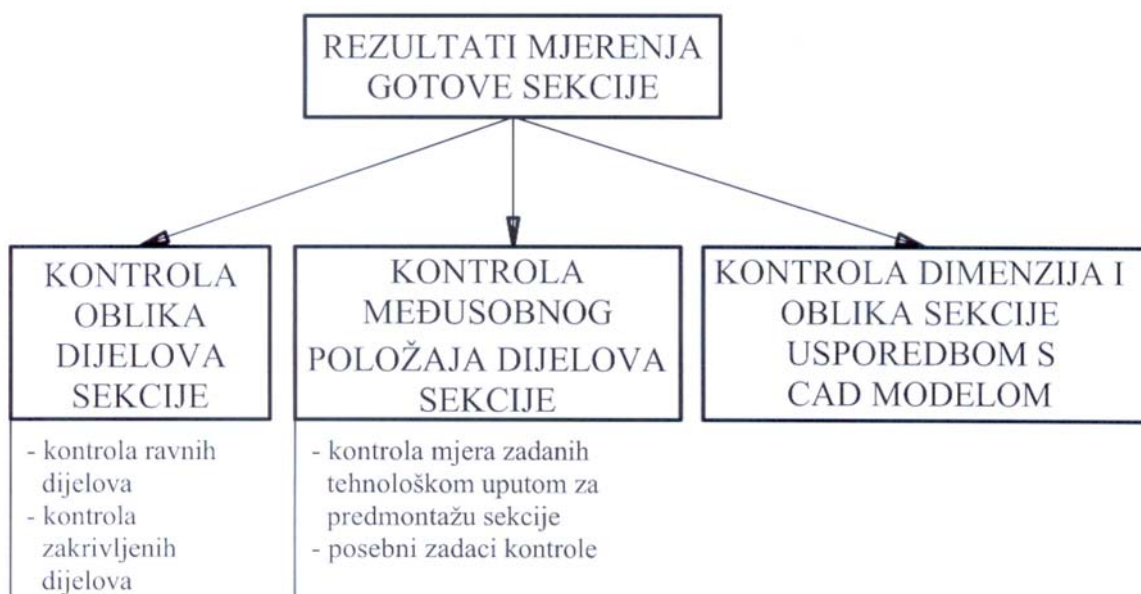 REZULTATI MJERENJA
GOTOVE SEKCIJE
KONTROLA
OBLIKA
DIJELOVA
SEKCIJE
- kontrola ravnih
dijelova
- kontrola
zakrivljenih
dijelova
KONTROLA
MEĐUSOBNOG
POLOŽAJA DIJELOVA
SEKCIJE
- kontrola mjera zadanih
tehnološkom uputom za
predmontažu sekcije
- posebni zadaci kontrole
KONTROLA DIMENZIJA I
OBLIKA SEKCIJE
USPOREDBOM S
CAD MODELOM